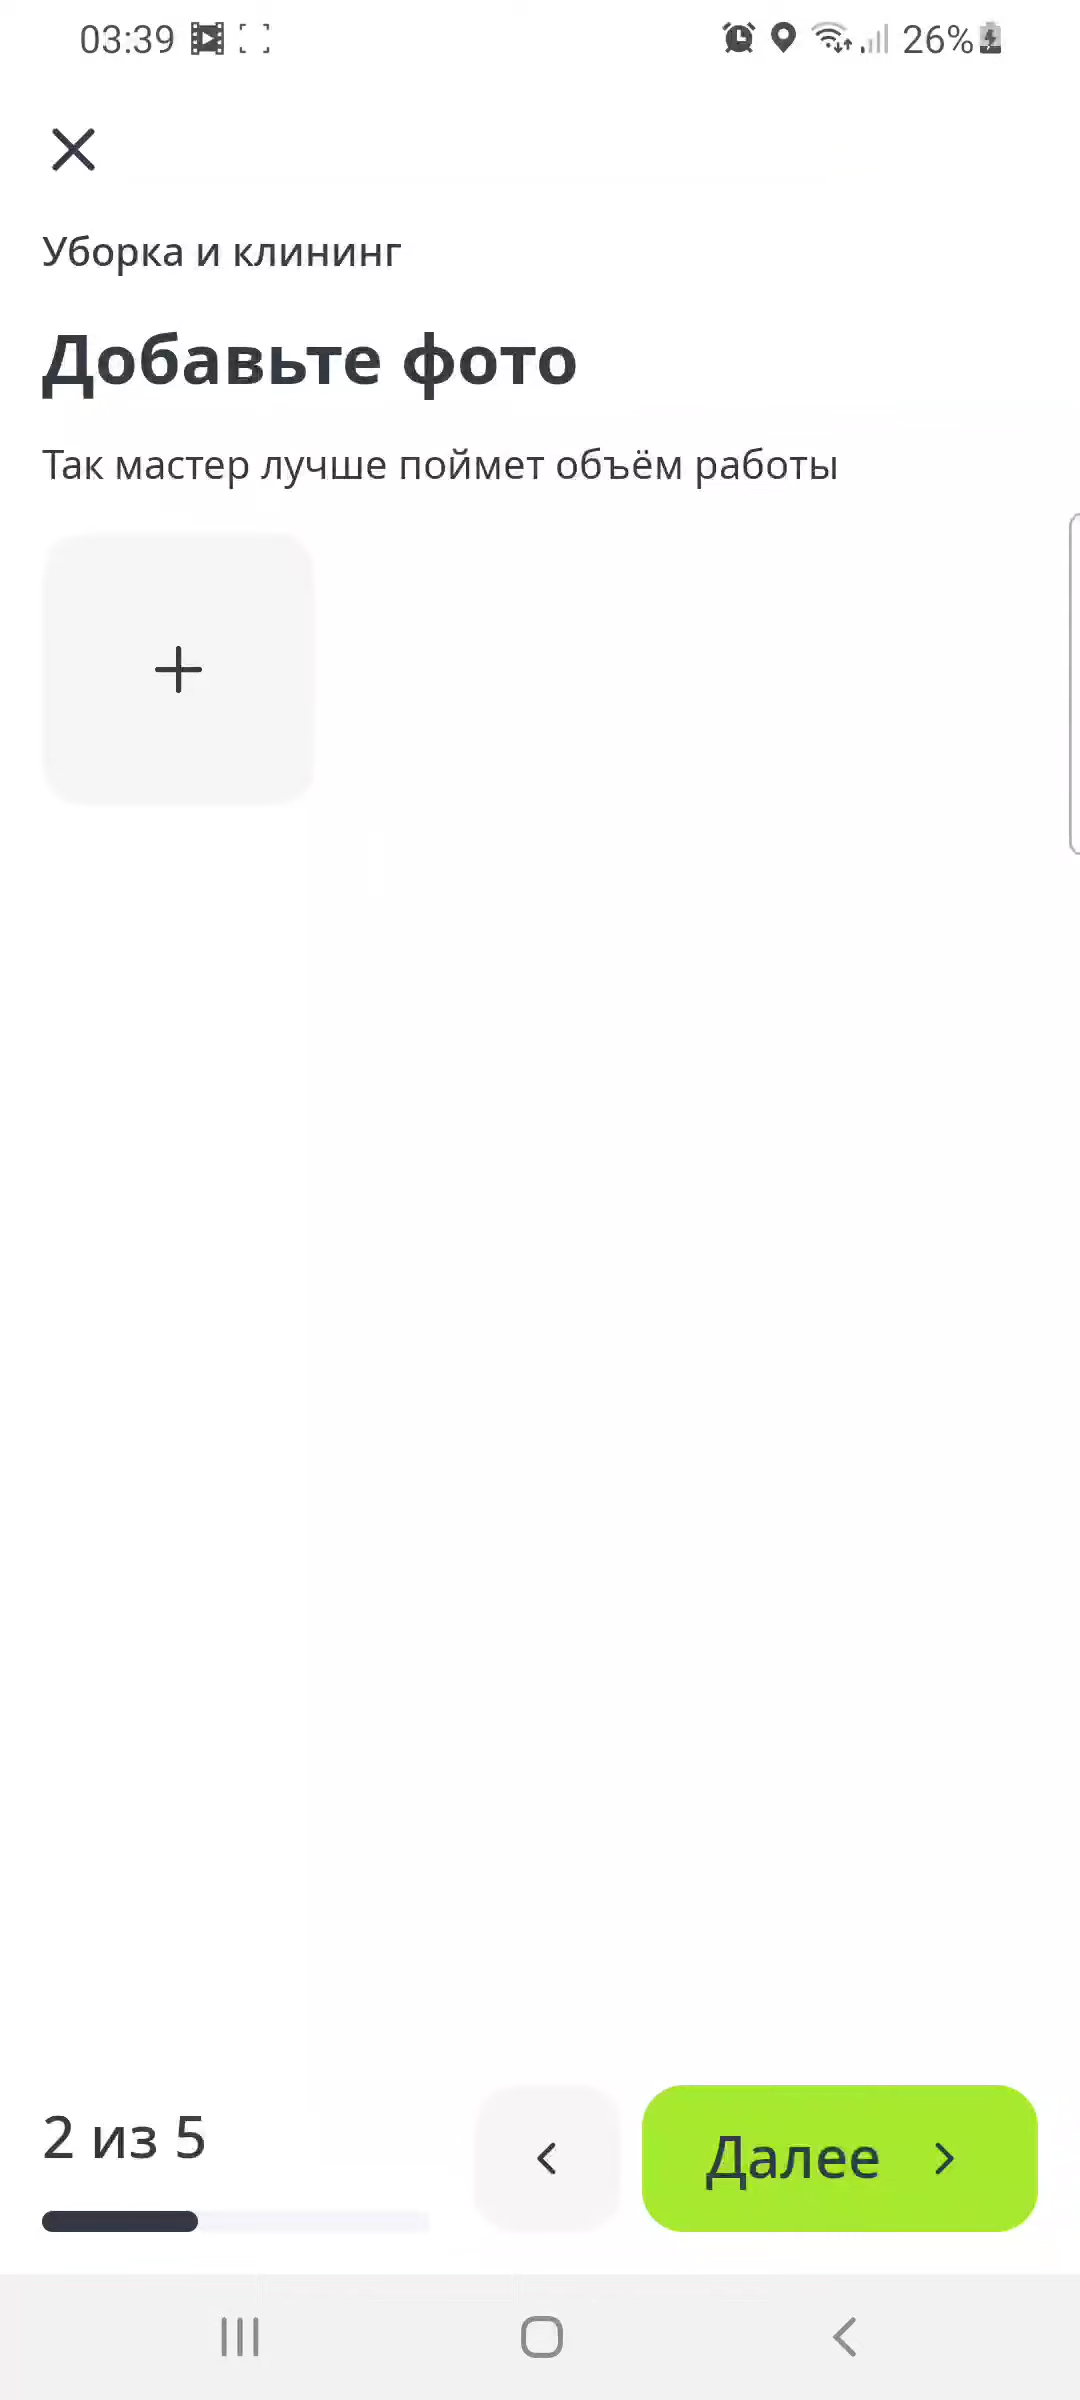 03:39
26%
Уборка и клининг
Добавьте фото
Так мастер лучше поймет объём работы
2 из 5
Далее